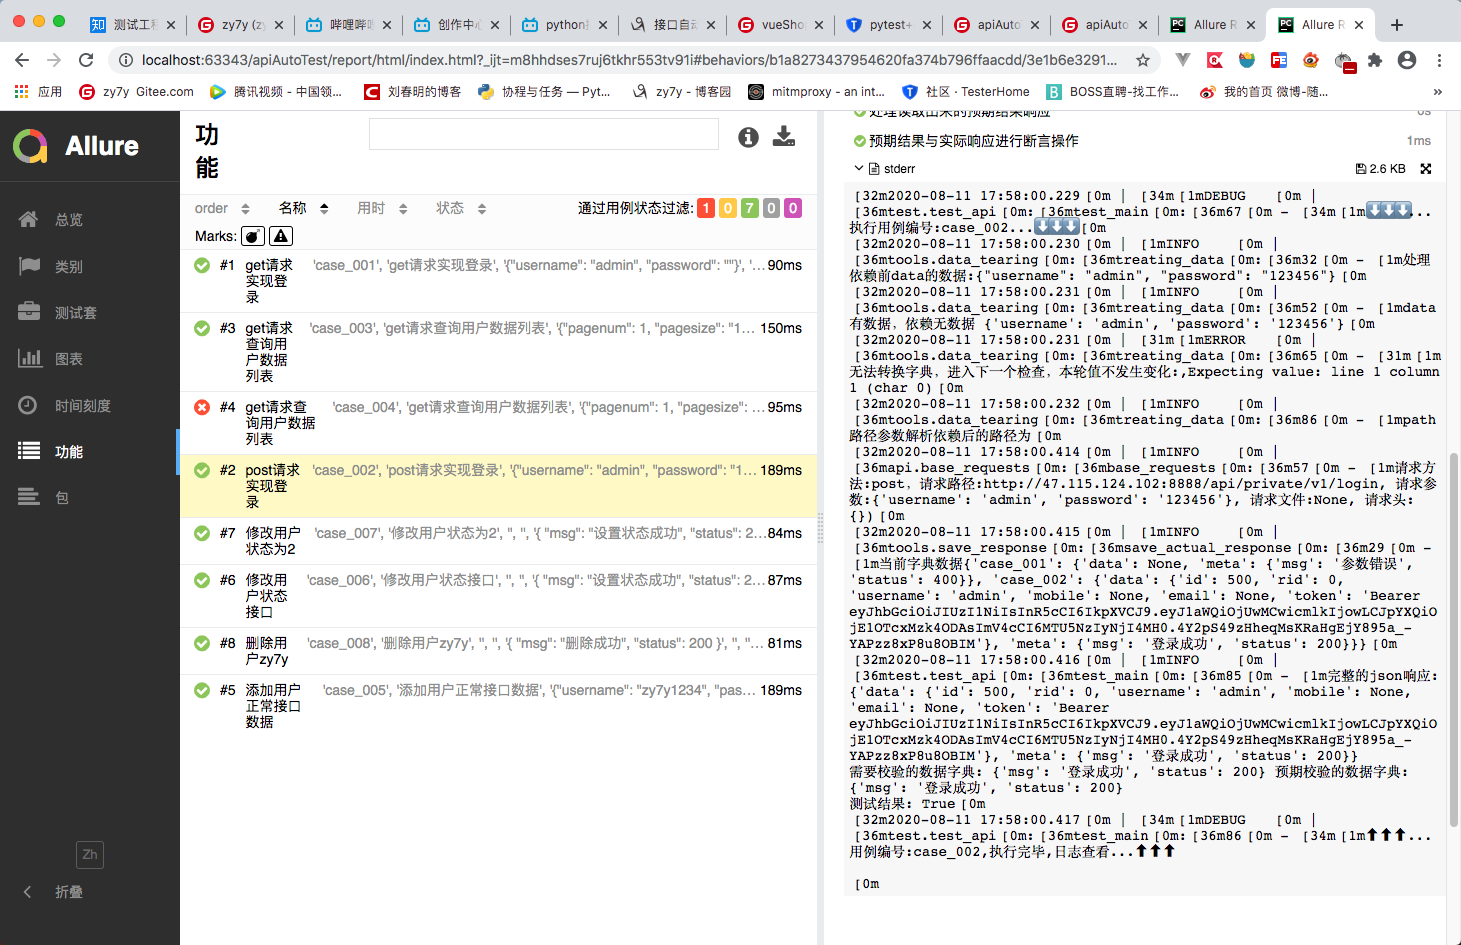 测试工程
zy7y (zy
哔哩哔哩
创作中心
python接
接口自动
vueShop
pytest+
apiAuto
apiAuto
Allure R
Allure R
localhost:63343/apiAutoTest/report/html/index.html?_ijt=m8hhdses7ruj6tkhr553tv91i#behaviors/b1a8273437954620fa374b796ffaacdd/3e1b6e3291...
应用
zy7y Gitee.com
腾讯视频 - 中国领...
刘春明的博客
协程与任务 — Pyt...
zy7y - 博客园
mitmproxy - an int...
社区 · TesterHome
BOSS直聘-找工作...
我的首页 微博-随...
»
Allure
总览
类别
测试套
图表
时间刻度
功能
包
Zh
折叠
功
能
order
名称
用时
状态
通过用例状态过滤: 1 0 7 0 0
Marks:
#1 get请求实现登录 'case_001', 'get请求实现登录', '{"username": "admin", "password": ""}', '... 90ms
#3 get请求查询用户数据列表 'case_003', 'get请求查询用户数据列表', '{"pagenum": 1, "pagesize": "1... 150ms
#4 get请求查询用户数据列表 'case_004', 'get请求查询用户数据列表', '{"pagenum": 1, "pagesize": ... 95ms
#2 post请求实现登录 'case_002', 'post请求实现登录', '{"username": "admin", "password": "1... 189ms
#7 修改用户状态为2 'case_007', '修改用户状态为2', '', '', '{ "msg": "设置状态成功", "status": 2... 84ms
#6 修改用户状态接口 'case_006', '修改用户状态接口', '', '', '{ "msg": "设置状态成功", "status": 2... 87ms
#8 删除用户zy7y 'case_008', '删除用户zy7y', '', '', '{ "msg": "删除成功", "status": 200 }', '', '... 81ms
#5 添加用户正常接口数据 'case_005', '添加用户正常接口数据', '{"username": "zy7y1234", "pas... 189ms
处理读取出来的预期结果响应 0s
预期结果与实际响应进行断言操作 1ms
stderr 2.6 KB
[32m2020-08-11 17:58:00.229 [0m | [34m [1mDEBUG [0m |
[36mtest.test_api [0m: [36mtest_main [0m: [36m67 [0m - [34m [1m⬇️⬇️⬇️...
执行用例编号:case_002...⬇️⬇️⬇️ [0m
[32m2020-08-11 17:58:00.230 [0m | [1mINFO [0m |
[36mtools.data_tearing [0m: [36mtreating_data [0m: [36m32 [0m - [1m处理
依赖前data的数据:{"username": "admin", "password": "123456"} [0m
[32m2020-08-11 17:58:00.231 [0m | [1mINFO [0m |
[36mtools.data_tearing [0m: [36mtreating_data [0m: [36m52 [0m - [1mdata
有数据，依赖无数据 {'username': 'admin', 'password': '123456'} [0m
[32m2020-08-11 17:58:00.231 [0m | [31m [1mERROR [0m |
[36mtools.data_tearing [0m: [36mtreating_data [0m: [36m65 [0m - [31m [1m
无法转换字典，进入下一个检查，本轮值不发生变化:,Expecting value: line 1 column
1 (char 0) [0m
[32m2020-08-11 17:58:00.232 [0m | [1mINFO [0m |
[36mtools.data_tearing [0m: [36mtreating_data [0m: [36m86 [0m - [1mpath
路径参数解析依赖后的路径为 [0m
[32m2020-08-11 17:58:00.414 [0m | [1mINFO [0m |
[36mapi.base_requests [0m: [36mbase_requests [0m: [36m57 [0m - [1m请求方
法:post，请求路径:http://47.115.124.102:8888/api/private/v1/login, 请求参
数:{'username': 'admin', 'password': '123456'}, 请求文件:None, 请求头:
{}) [0m
[32m2020-08-11 17:58:00.415 [0m | [1mINFO [0m |
[36mtools.save_response [0m: [36msave_actual_response [0m: [36m29 [0m -
[1m当前字典数据{'case_001': {'data': None, 'meta': {'msg': '参数错误',
'status': 400}}, 'case_002': {'data': {'id': 500, 'rid': 0,
'username': 'admin', 'mobile': None, 'email': None, 'token': 'Bearer
eyJhbGciOiJIUzI1NiIsInR5cCI6IkpXVCJ9.eyJ1aWQiOjUwMCwicmlkIjowLCJpYXQiO
jE1OTcxMzk4ODAsImV4cCI6MTU5NzIyNjI4MH0.4Y2pS49zHheqMsKRaHgEjY895a_-
YAPzz8xP8u8OBIM'}, 'meta': {'msg': '登录成功', 'status': 200}}} [0m
[32m2020-08-11 17:58:00.416 [0m | [1mINFO [0m |
[36mtest.test_api [0m: [36mtest_main [0m: [36m85 [0m - [1m完整的json响应:
{'data': {'id': 500, 'rid': 0, 'username': 'admin', 'mobile': None,
'email': None, 'token': 'Bearer
eyJhbGciOiJIUzI1NiIsInR5cCI6IkpXVCJ9.eyJ1aWQiOjUwMCwicmlkIjowLCJpYXQiO
jE1OTcxMzk4ODAsImV4cCI6MTU5NzIyNjI4MH0.4Y2pS49zHheqMsKRaHgEjY895a_-
YAPzz8xP8u8OBIM'}, 'meta': {'msg': '登录成功', 'status': 200}}
需要校验的数据字典: {'msg': '登录成功', 'status': 200} 预期校验的数据字典:
{'msg': '登录成功', 'status': 200}
测试结果: True [0m
[32m2020-08-11 17:58:00.417 [0m | [34m [1mDEBUG [0m |
[36mtest.test_api [0m: [36mtest_main [0m: [36m86 [0m - [34m [1m⬆⬆⬆...
用例编号:case_002,执行完毕,日志查看...⬆⬆⬆
[0m